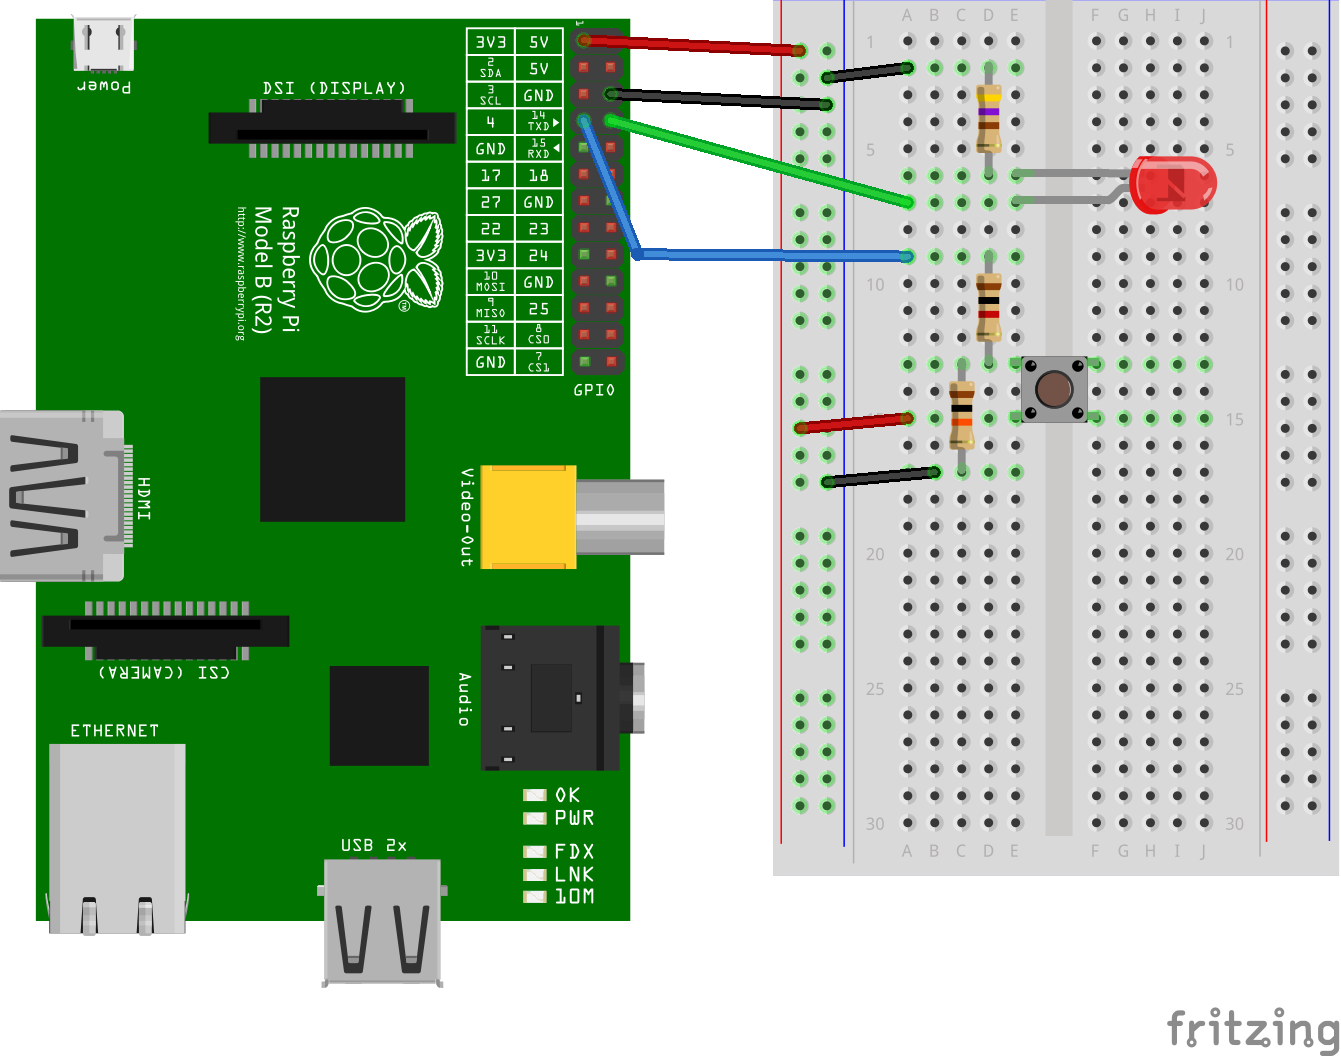 Power
DSI (DISPLAY)
1
3V3 5V
2 SDA 5V
3 SCL GND
4 14 TXD
GND 15 RXD
17 18
27 GND
22 23
3V3 24
10 MOSI GND
9 MISO 25
11 SCLK 8 CS0
GND 7 CS1
GPIO
Raspberry Pi
Model B (R2)
http://www.raspberrypi.org
HDMI
Video-Out
CSI (CAMERA)
Audio
ETHERNET
USB 2x
OK
PWR
FDX
LNK
10M
A B C D E F G H I J
1 1
5 5
10 10
15 15
20 20
25 25
30 30
A B C D E F G H I J
fritzing